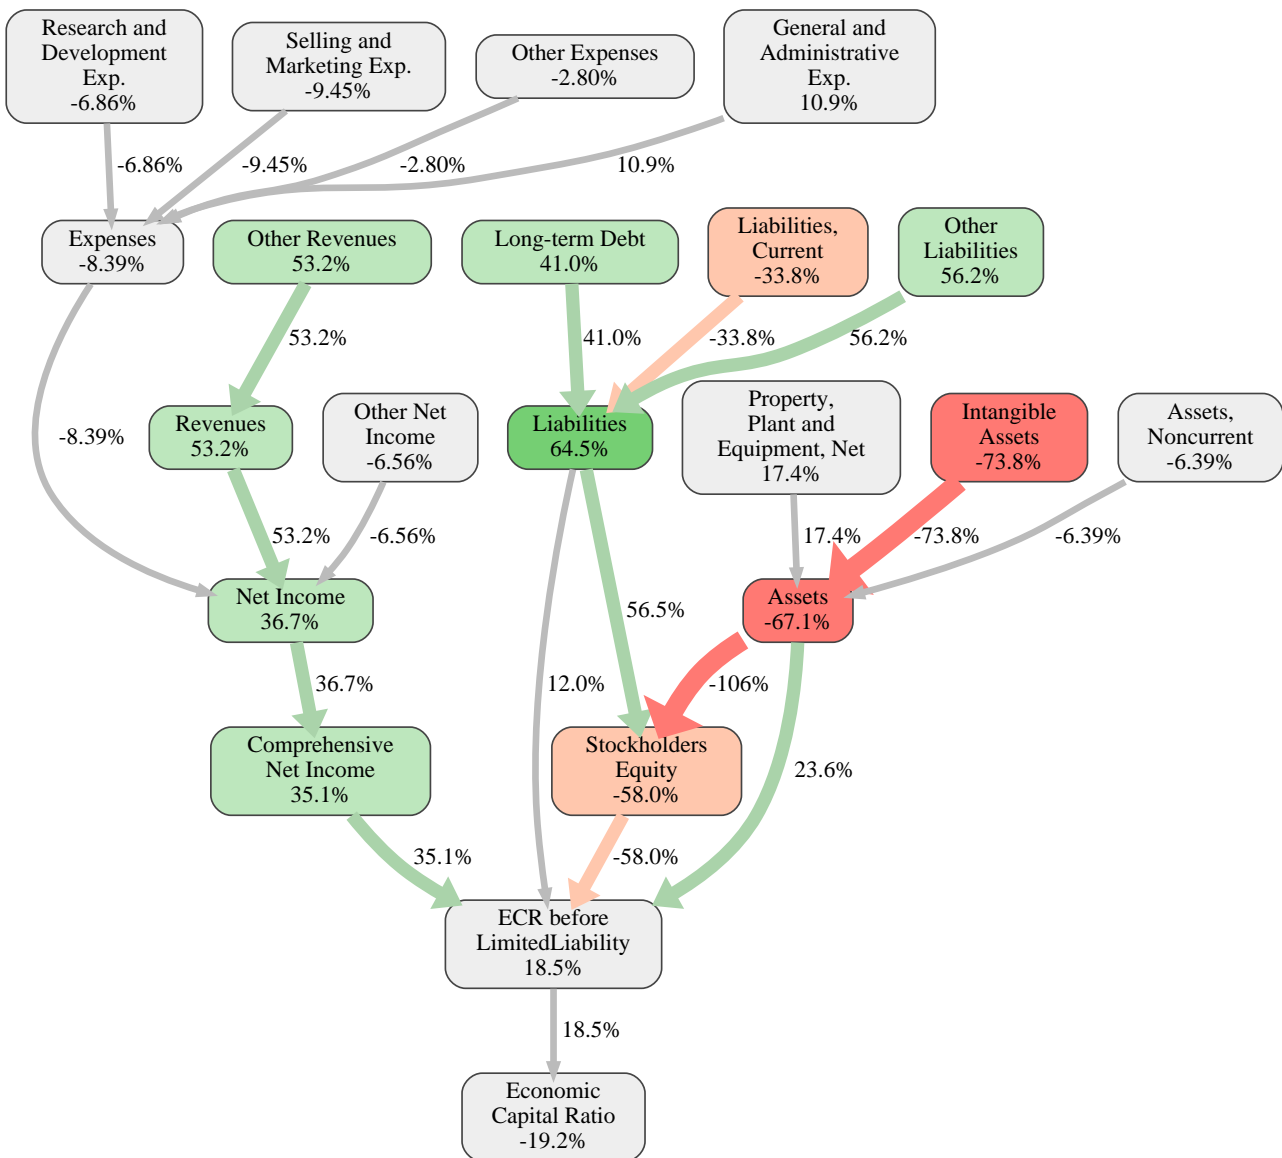 Research and
Development
Exp.
-6.86%
Selling and
Marketing Exp.
-9.45%
Other Expenses
-2.80%
General and
Administrative
Exp.
10.9%
-6.86%
-9.45%
-2.80%
10.9%
Expenses
-8.39%
Other Revenues
53.2%
Long-term Debt
41.0%
Liabilities,
Current
-33.8%
Other
Liabilities
56.2%
53.2%
41.0%
-33.8%
56.2%
-8.39%
Revenues
53.2%
Other Net
Income
-6.56%
Liabilities
64.5%
Property,
Plant and
Equipment, Net
17.4%
Intangible
Assets
-73.8%
Assets,
Noncurrent
-6.39%
53.2%
-6.56%
17.4%
-73.8%
-6.39%
Net Income
36.7%
56.5%
Assets
-67.1%
36.7%
12.0%
-106%
Comprehensive
Net Income
35.1%
Stockholders
Equity
-58.0%
23.6%
35.1%
-58.0%
ECR before
LimitedLiability
18.5%
18.5%
Economic
Capital Ratio
-19.2%